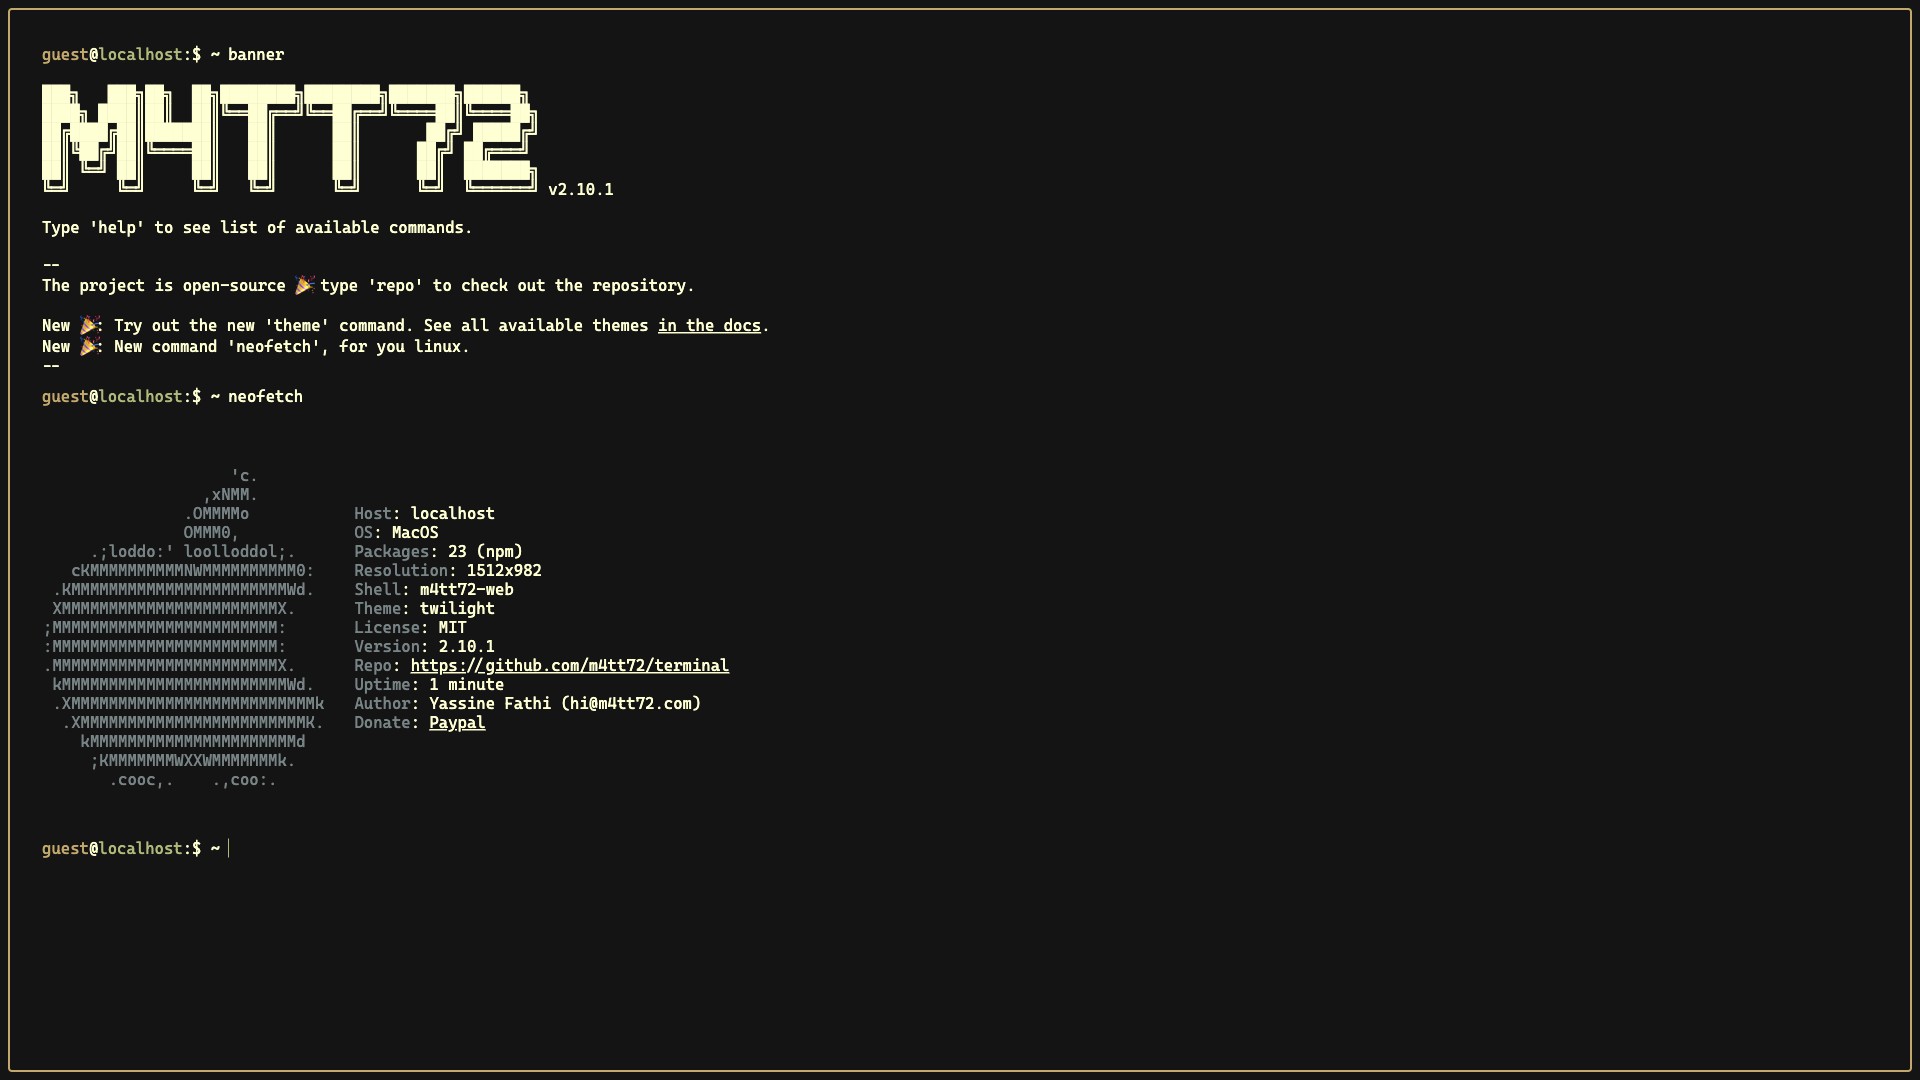 guest@localhost:$ ~ banner
M4TT72
v2.10.1
Type 'help' to see list of available commands.
--
The project is open-source 🎉 type 'repo' to check out the repository.
New 🎉: Try out the new 'theme' command. See all available themes in the docs.
New 🎉: New command 'neofetch', for you linux.
--
guest@localhost:$ ~ neofetch
                    'c.
                 ,xNMM.
               .OMMMMo          Host: localhost
               OMMM0,           OS: MacOS
     .;loddo:' loolloddol;.     Packages: 23 (npm)
   cKMMMMMMMMMMNWMMMMMMMMMM0:   Resolution: 1512x982
 .KMMMMMMMMMMMMMMMMMMMMMMMWd.   Shell: m4tt72-web
 XMMMMMMMMMMMMMMMMMMMMMMMX.     Theme: twilight
;MMMMMMMMMMMMMMMMMMMMMMMM:      License: MIT
:MMMMMMMMMMMMMMMMMMMMMMMM:      Version: 2.10.1
.MMMMMMMMMMMMMMMMMMMMMMMMX.     Repo: https://github.com/m4tt72/terminal
 kMMMMMMMMMMMMMMMMMMMMMMMMWd.   Uptime: 1 minute
 .XMMMMMMMMMMMMMMMMMMMMMMMMMMk  Author: Yassine Fathi (hi@m4tt72.com)
  .XMMMMMMMMMMMMMMMMMMMMMMMMK.  Donate: Paypal
    kMMMMMMMMMMMMMMMMMMMMMMd
     ;KMMMMMMMWXXWMMMMMMMk.
       .cooc,.    .,coo:.
guest@localhost:$ ~